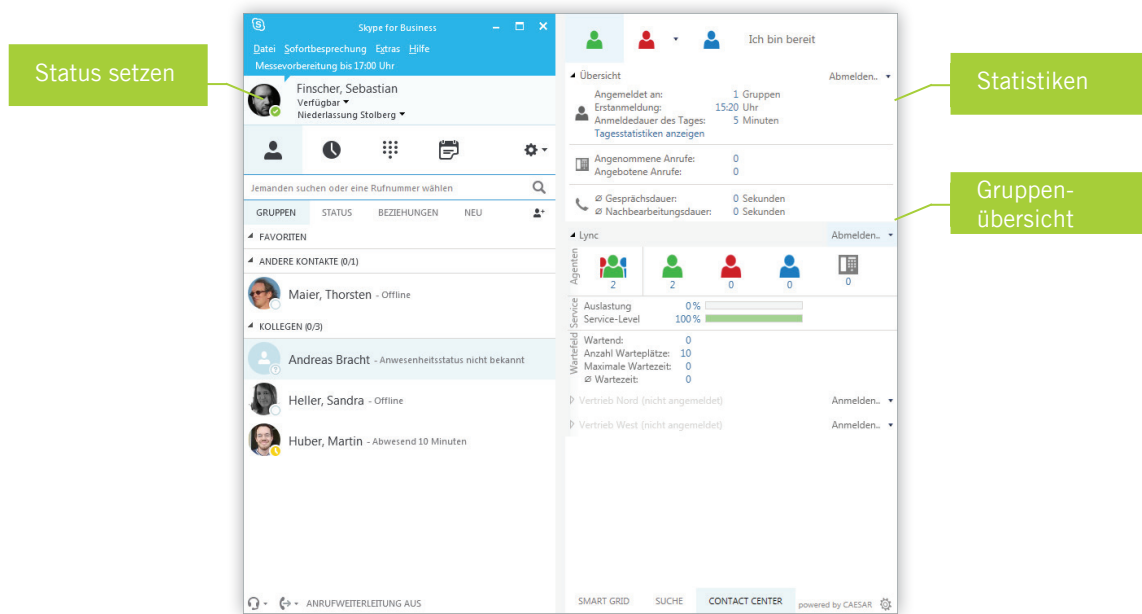 Status setzen
Skype for Business
Datei Sofortbesprechung Extras Hilfe
Messevorbereitung bis 17:00 Uhr
Finscher, Sebastian
Verfügbar
Niederlassung Stolberg
Jemanden suchen oder eine Rufnummer wählen
GRUPPEN STATUS BEZIEHUNGEN NEU
FAVORITEN
ANDERE KONTAKTE (0/1)
Maier, Thorsten - Offline
KOLLEGEN (0/3)
Andreas Bracht - Anwesenheitsstatus nicht bekannt
Heller, Sandra - Offline
Huber, Martin - Abwesend 10 Minuten
ANRUFWEITERLEITUNG AUS
Ich bin bereit
Übersicht Abmelden..
Angemeldet an: 1 Gruppen
Erstanmeldung: 15:20 Uhr
Anmeldedauer des Tages: 5 Minuten
Tagesstatistiken anzeigen
Angenommene Anrufe: 0
Angebotene Anrufe: 0
Ø Gesprächsdauer: 0 Sekunden
Ø Nachbearbeitungsdauer: 0 Sekunden
Lync Abmelden..
Agenten
2 2 0 0 0
Service
Auslastung 0%
Service-Level 100%
Wartefeld
Wartend: 0
Anzahl Warteplätze: 10
Maximale Wartezeit: 0
Ø Wartezeit: 0
Vertrieb Nord (nicht angemeldet) Anmelden..
Vertrieb West (nicht angemeldet) Anmelden..
SMART GRID SUCHE CONTACT CENTER powered by CAESAR
Statistiken
Gruppen-
übersicht